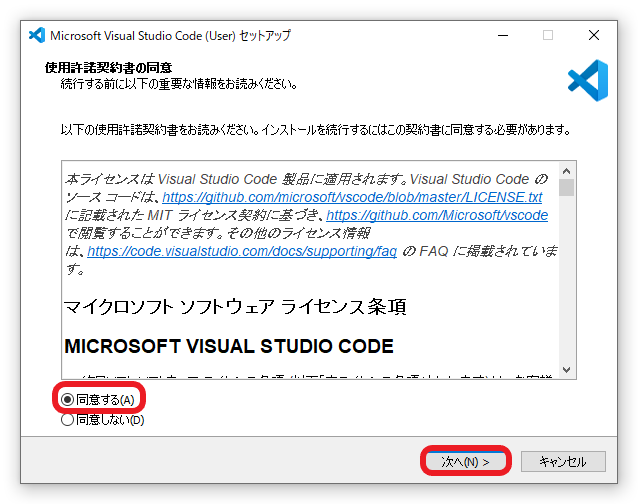 Microsoft Visual Studio Code (User) セットアップ
使用許諾契約書の同意
続行する前に以下の重要な情報をお読みください。
以下の使用許諾契約書をお読みください。インストールを続行するにはこの契約書に同意する必要があります。
本ライセンスは Visual Studio Code 製品に適用されます。Visual Studio Code の
ソース コードは、https://github.com/microsoft/vscode/blob/master/LICENSE.txt
に記載された MIT ライセンス契約に基づき、https://github.com/Microsoft/vscode
で閲覧することができます。その他のライセンス情報
は、https://code.visualstudio.com/docs/supporting/faq の FAQ に掲載されていま
す。
マイクロソフト ソフトウェア ライセンス条項
MICROSOFT VISUAL STUDIO CODE
同意する(A)
同意しない(D)
次へ(N) >
キャンセル